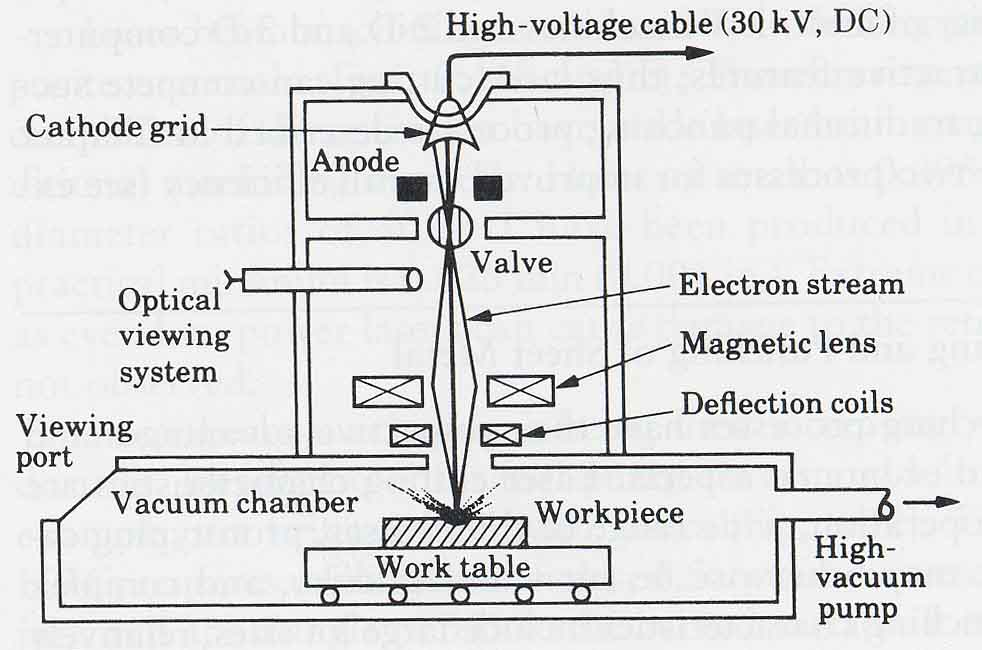 High-voltage cable (30 kV, DC)
Cathode grid
Anode
Valve
Optical
viewing
system
Electron stream
Magnetic lens
Deflection coils
Viewing
port
Vacuum chamber
Workpiece
Work table
High-
vacuum
pump